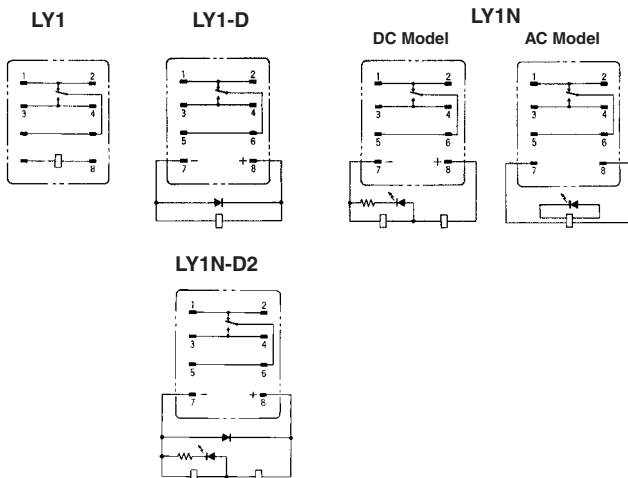 LY1
LY1-D
LY1N
DC Model
AC Model
1 2
3 4
8
1 2
3 4
5 6
7 − + 8
1 2
3 4
5 6
7 − + 8
1 2
3 4
5 6
7 8
LY1N-D2
1 2
3 4
5 6
7 − + 8